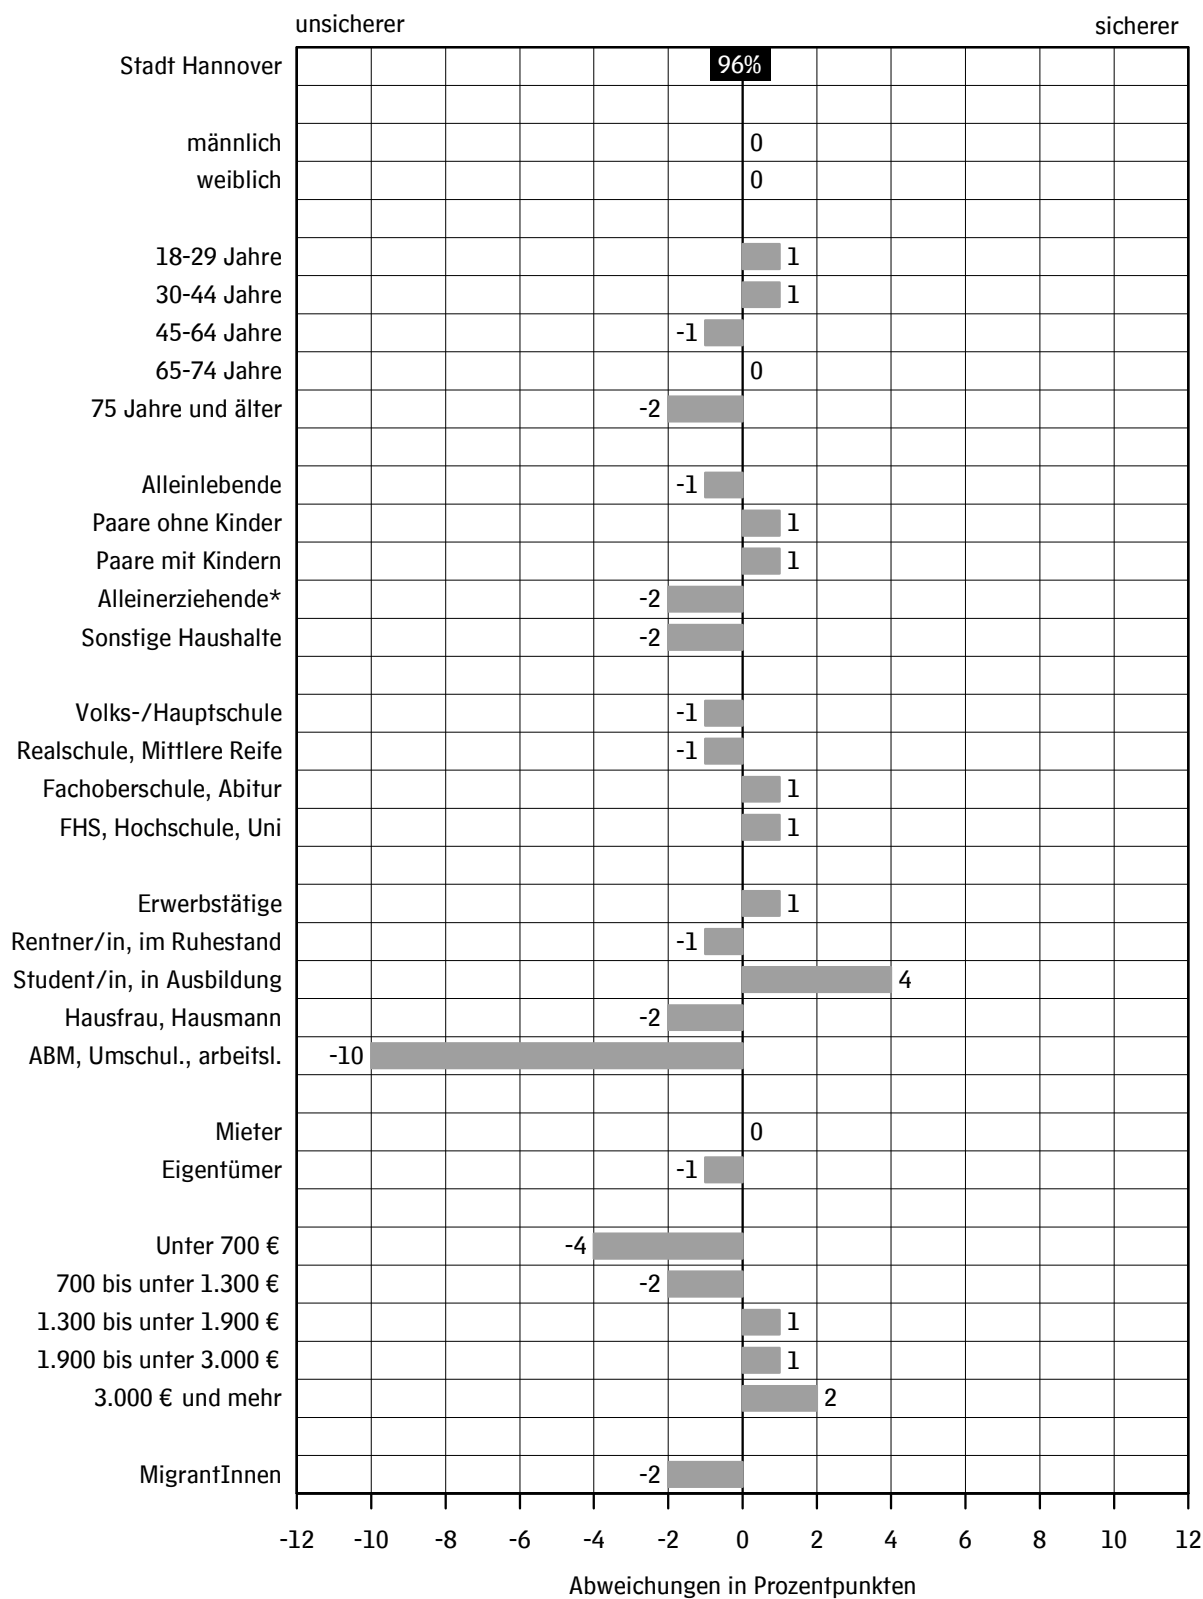 unsicherer sicherer
Stadt Hannover 96%
männlich 0
weiblich 0
18-29 Jahre 1
30-44 Jahre 1
45-64 Jahre -1
65-74 Jahre 0
75 Jahre und älter -2
Alleinlebende -1
Paare ohne Kinder 1
Paare mit Kindern 1
Alleinerziehende* -2
Sonstige Haushalte -2
Volks-/Hauptschule -1
Realschule, Mittlere Reife -1
Fachoberschule, Abitur 1
FHS, Hochschule, Uni 1
Erwerbstätige 1
Rentner/in, im Ruhestand -1
Student/in, in Ausbildung 4
Hausfrau, Hausmann -2
ABM, Umschul., arbeitsl. -10
Mieter 0
Eigentümer -1
Unter 700 € -4
700 bis unter 1.300 € -2
1.300 bis unter 1.900 € 1
1.900 bis unter 3.000 € 1
3.000 € und mehr 2
MigrantInnen -2
-12 -10 -8 -6 -4 -2 0 2 4 6 8 10 12
Abweichungen in Prozentpunkten